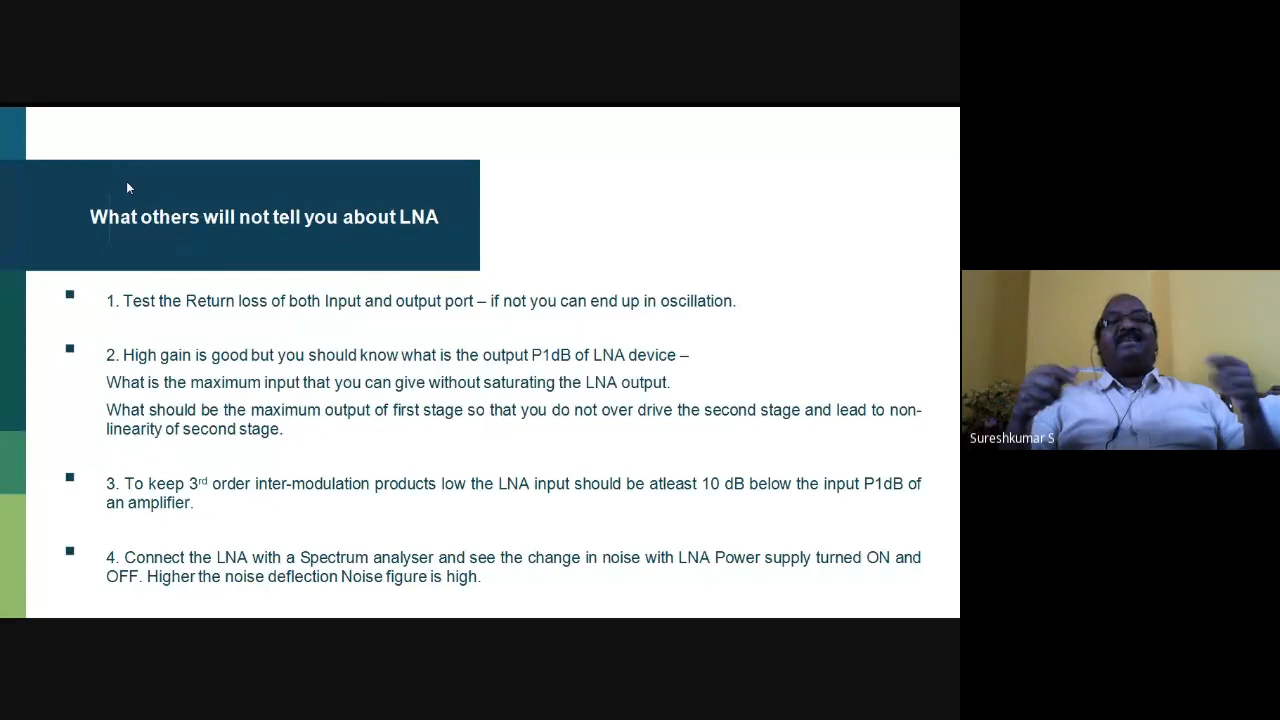 What others will not tell you about LNA
1. Test the Return loss of both Input and output port – if not you can end up in oscillation.
2. High gain is good but you should know what is the output P1dB of LNA device –
What is the maximum input that you can give without saturating the LNA output.
What should be the maximum output of first stage so that you do not over drive the second stage and lead to non-
linearity of second stage.
3. To keep 3rd order inter-modulation products low the LNA input should be atleast 10 dB below the input P1dB of
an amplifier.
4. Connect the LNA with a Spectrum analyser and see the change in noise with LNA Power supply turned ON and
OFF. Higher the noise deflection Noise figure is high.
Sureshkumar S